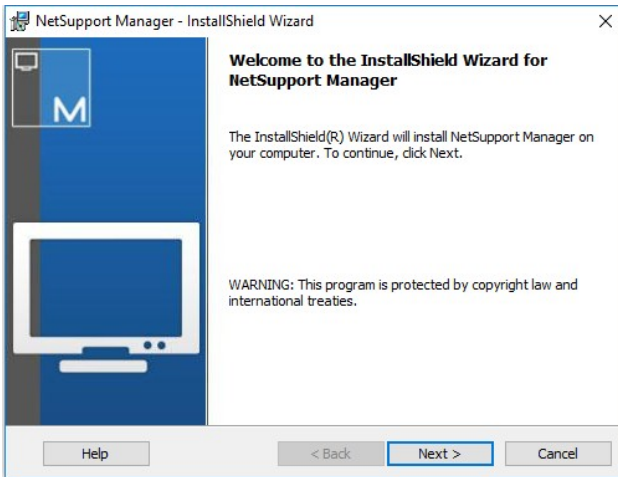 NetSupport Manager - InstallShield Wizard
M
Welcome to the InstallShield Wizard for
NetSupport Manager
The InstallShield(R) Wizard will install NetSupport Manager on
your computer. To continue, click Next.
WARNING: This program is protected by copyright law and
international treaties.
Help
< Back
Next >
Cancel